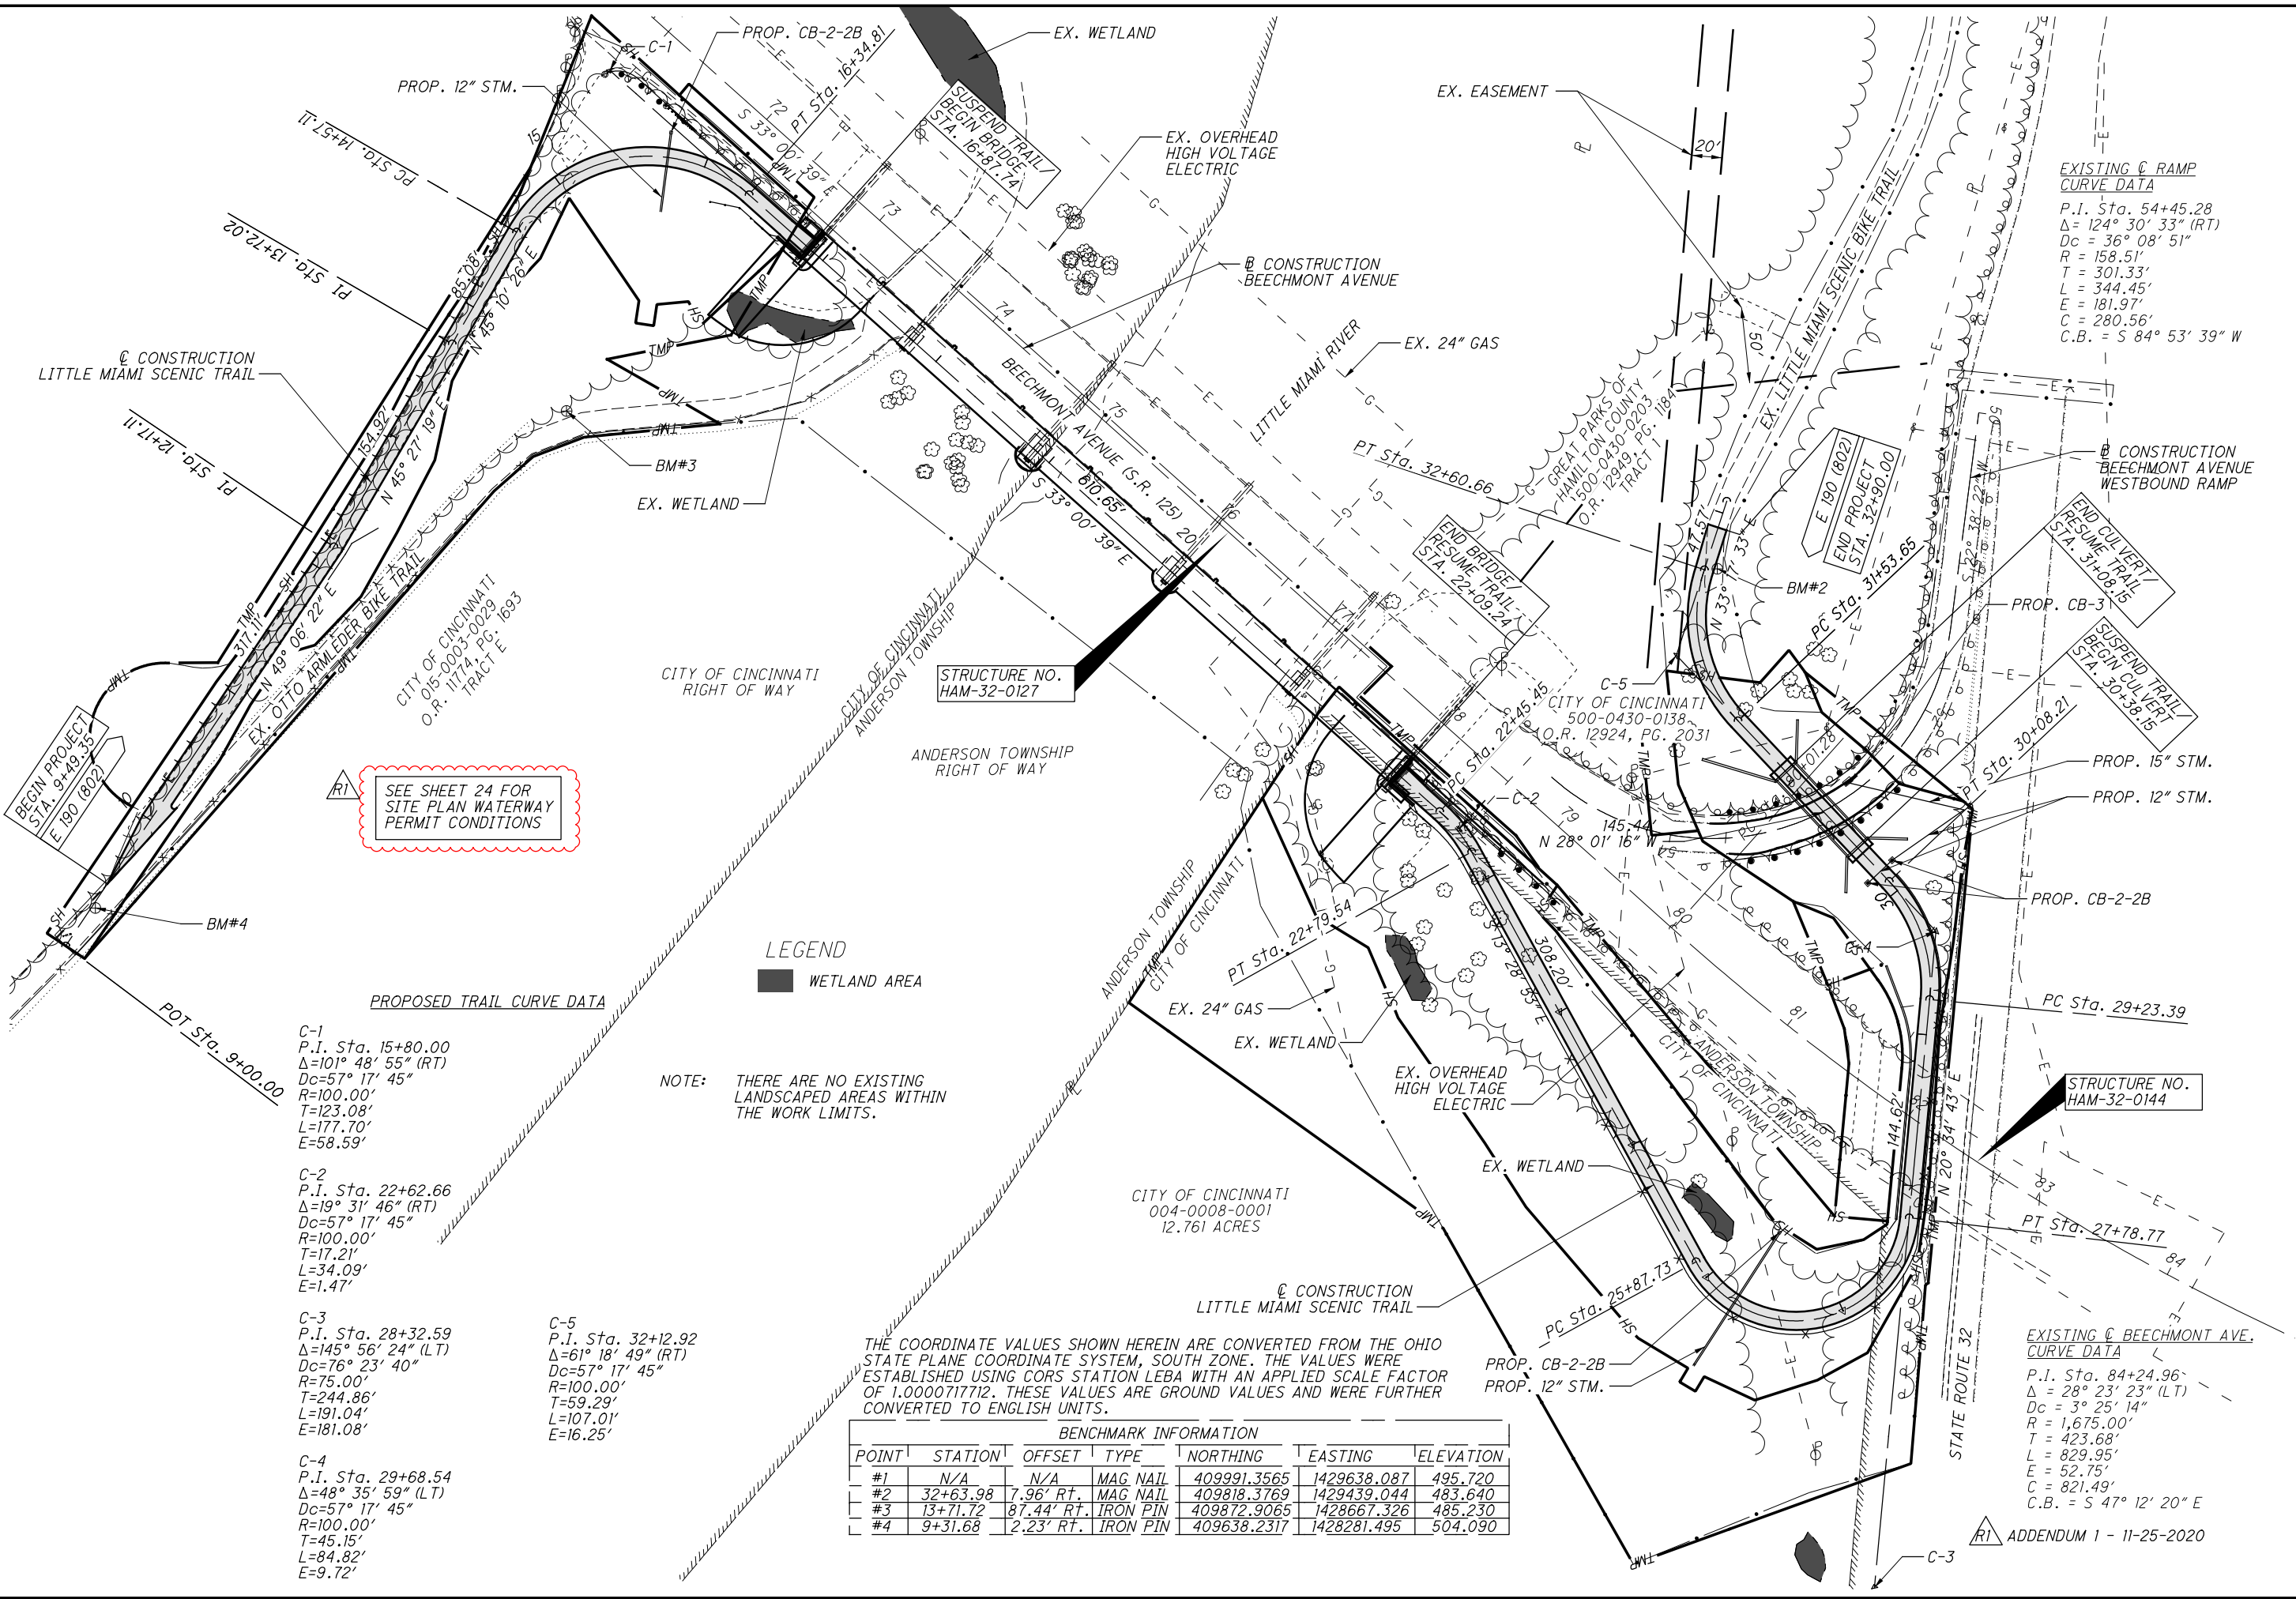 C-1
PROP. CB-2-2B
EX. WETLAND
PROP. 12" STM.
PT Sta. 16+34.81
SUSPEND TRAIL/
BEGIN BRIDGE
STA. 16+87.74
EX. OVERHEAD
HIGH VOLTAGE
ELECTRIC
PC Sta. 14+57.11
PI Sta. 13+72.02
PI Sta. 12+17.11
15
72
S 33° 00' 39" E
73
74
75
76
20
85.08'
N 45° 10' 26" E
154.92'
N 45° 27' 19" E
317.11'
N 49° 06' 22" E
℄ CONSTRUCTION
LITTLE MIAMI SCENIC TRAIL
EX. OTTO ARMLEDER BIKE TRAIL
BM#3
EX. WETLAND
BEGIN PROJECT
STA. 9+49.35
E 190 (802)
10
BM#4
POT Sta. 9+00.00
CITY OF CINCINNATI
015-0003-0029
O.R. 11774, PG. 1693
TRACT E
R1
SEE SHEET 24 FOR
SITE PLAN WATERWAY
PERMIT CONDITIONS
CITY OF CINCINNATI
RIGHT OF WAY
CITY OF CINCINNATI
ANDERSON TOWNSHIP
ANDERSON TOWNSHIP
RIGHT OF WAY
STRUCTURE NO.
HAM-32-0127
BEECHMONT AVENUE (S.R. 125)
610.65'
S 33° 00' 39" E
B CONSTRUCTION
BEECHMONT AVENUE
LITTLE MIAMI RIVER
EX. 24" GAS
EX. EASEMENT
20'
50'
EX. LITTLE MIAMI SCENIC BIKE TRAIL
GREAT PARKS OF
HAMILTON COUNTY
500-0430-0203
O.R. 12949, PG. 1184
TRACT 1
PT Sta. 32+60.66
END BRIDGE/
RESUME TRAIL
STA. 22+09.24
E 190 (802)
END PROJECT
STA. 32+90.00
47.57'
BM#2
PC Sta. 31+53.65
C-5
EXISTING ℄ RAMP
CURVE DATA
P.I. Sta. 54+45.28
Δ= 124° 30' 33" (RT)
Dc = 36° 08' 51"
R = 158.51'
T = 301.33'
L = 344.45'
E = 181.97'
C = 280.56'
C.B. = S 84° 53' 39" W
B CONSTRUCTION
BEECHMONT AVENUE
WESTBOUND RAMP
END CULVERT/
RESUME TRAIL
STA. 31+08.15
PROP. CB-3
SUSPEND TRAIL/
BEGIN CULVERT
STA. 30+38.15
PT Sta. 30+08.21
PROP. 15" STM.
PROP. 12" STM.
PROP. CB-2-2B
CITY OF CINCINNATI
500-0430-0138
O.R. 12924, PG. 2031
PC Sta. 22+45.45
C-2
145.44'
N 28° 01' 16" W
30
C-4
PC Sta. 29+23.39
PT Sta. 22+79.54
308.20'
S 13° 28' 53" E
79
80
81
83
84
ANDERSON TOWNSHIP
CITY OF CINCINNATI
EX. 24" GAS
EX. WETLAND
EX. OVERHEAD
HIGH VOLTAGE
ELECTRIC
ANDERSON TOWNSHIP
CITY OF CINCINNATI
EX. WETLAND
144.62'
N 20° 34' 43" E
STRUCTURE NO.
HAM-32-0144
PT Sta. 27+78.77
STATE ROUTE 32
CITY OF CINCINNATI
004-0008-0001
12.761 ACRES
℄ CONSTRUCTION
LITTLE MIAMI SCENIC TRAIL
PC Sta. 25+87.73
PROP. CB-2-2B
PROP. 12" STM.
C-3
LEGEND
WETLAND AREA
NOTE: THERE ARE NO EXISTING
LANDSCAPED AREAS WITHIN
THE WORK LIMITS.
PROPOSED TRAIL CURVE DATA
C-1
P.I. Sta. 15+80.00
Δ=101° 48' 55" (RT)
Dc=57° 17' 45"
R=100.00'
T=123.08'
L=177.70'
E=58.59'
C-2
P.I. Sta. 22+62.66
Δ=19° 31' 46" (RT)
Dc=57° 17' 45"
R=100.00'
T=17.21'
L=34.09'
E=1.47'
C-3
P.I. Sta. 28+32.59
Δ=145° 56' 24" (LT)
Dc=76° 23' 40"
R=75.00'
T=244.86'
L=191.04'
E=181.08'
C-4
P.I. Sta. 29+68.54
Δ=48° 35' 59" (LT)
Dc=57° 17' 45"
R=100.00'
T=45.15'
L=84.82'
E=9.72'
C-5
P.I. Sta. 32+12.92
Δ=61° 18' 49" (RT)
Dc=57° 17' 45"
R=100.00'
T=59.29'
L=107.01'
E=16.25'
THE COORDINATE VALUES SHOWN HEREIN ARE CONVERTED FROM THE OHIO
STATE PLANE COORDINATE SYSTEM, SOUTH ZONE. THE VALUES WERE
ESTABLISHED USING CORS STATION LEBA WITH AN APPLIED SCALE FACTOR
OF 1.0000717712. THESE VALUES ARE GROUND VALUES AND WERE FURTHER
CONVERTED TO ENGLISH UNITS.
BENCHMARK INFORMATION
POINT STATION OFFSET TYPE NORTHING EASTING ELEVATION
#1 N/A N/A MAG NAIL 409991.3565 1429638.087 495.720
#2 32+63.98 7.96' Rt. MAG NAIL 409818.3769 1429439.044 483.640
#3 13+71.72 87.44' Rt. IRON PIN 409872.9065 1428667.326 485.230
#4 9+31.68 2.23' Rt. IRON PIN 409638.2317 1428281.495 504.090
EXISTING ℄ BEECHMONT AVE.
CURVE DATA
P.I. Sta. 84+24.96
Δ = 28° 23' 23" (LT)
Dc = 3° 25' 14"
R = 1,675.00'
T = 423.68'
L = 829.95'
E = 52.75'
C = 821.49'
C.B. = S 47° 12' 20" E
R1 ADDENDUM 1 - 11-25-2020